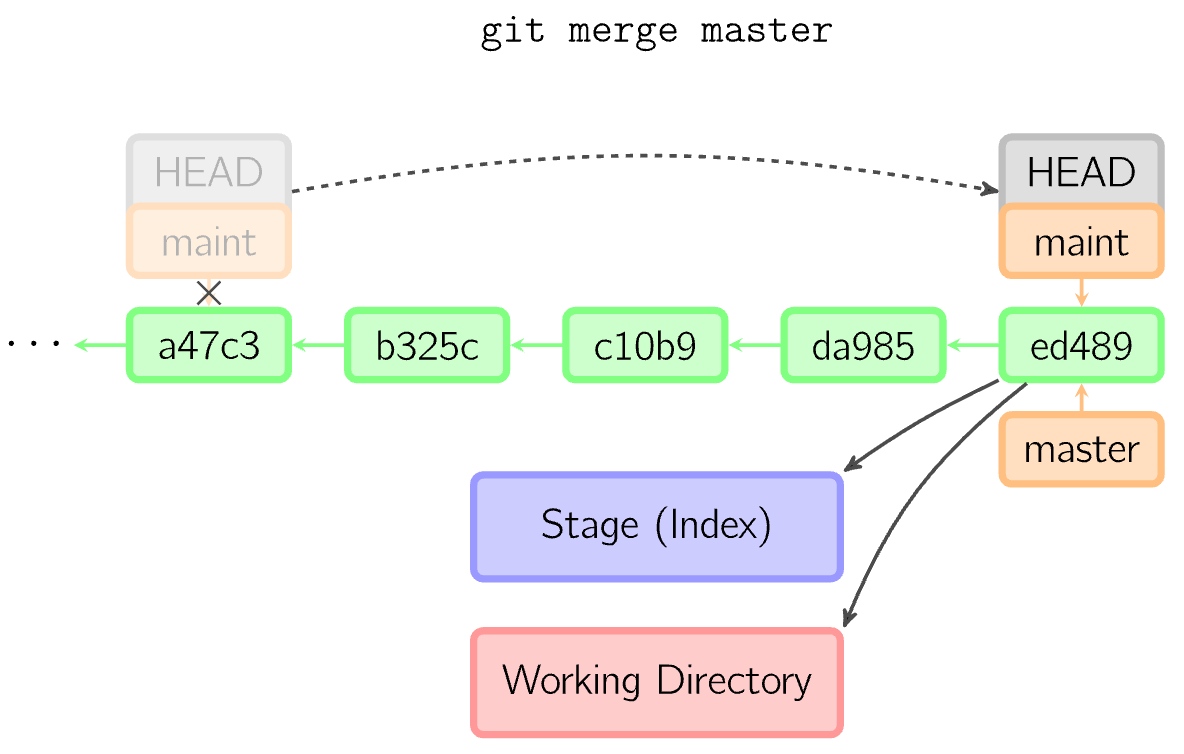 git merge master
HEAD
HEAD
maint
maint
...
a47c3
b325c
c10b9
da985
ed489
master
Stage (Index)
Working Directory